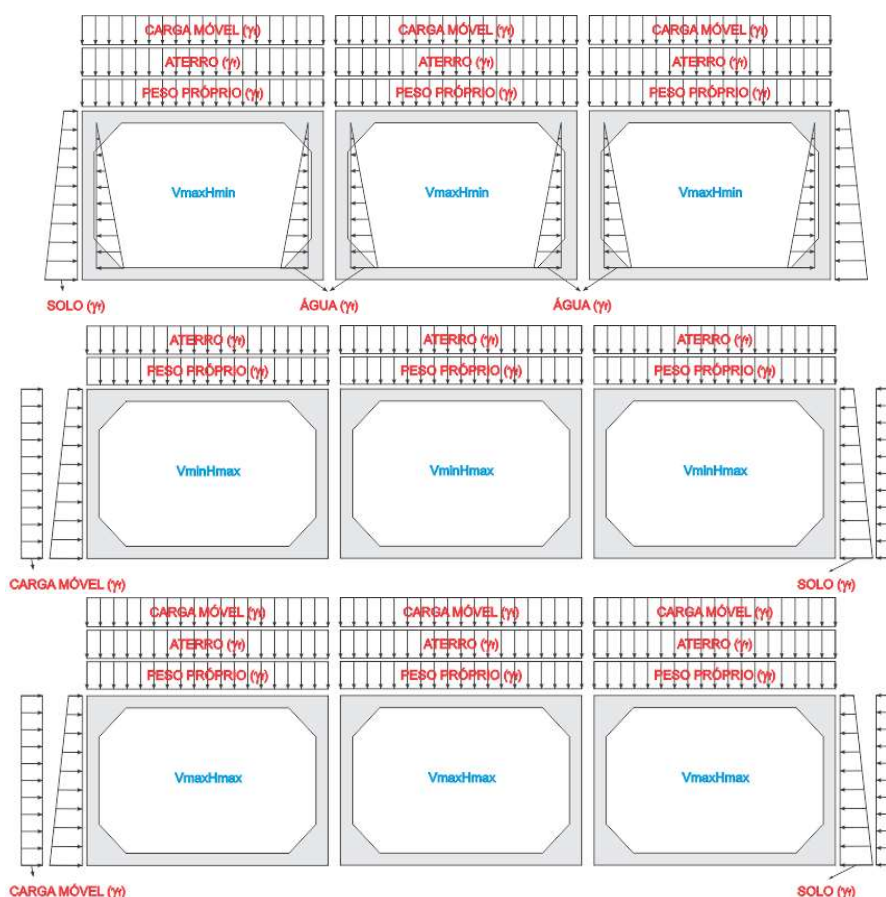 CARGA MÓVEL (γf) CARGA MÓVEL (γf) CARGA MÓVEL (γf)
ATERRO (γf) ATERRO (γf) ATERRO (γf)
PESO PRÓPRIO (γf) PESO PRÓPRIO (γf) PESO PRÓPRIO (γf)
VmaxHmin VmaxHmin VmaxHmin
SOLO (γf) ÁGUA (γf) ÁGUA (γf)
ATERRO (γf) ATERRO (γf) ATERRO (γf)
PESO PRÓPRIO (γf) PESO PRÓPRIO (γf) PESO PRÓPRIO (γf)
VminHmax VminHmax VminHmax
CARGA MÓVEL (γf) SOLO (γf)
CARGA MÓVEL (γf) CARGA MÓVEL (γf) CARGA MÓVEL (γf)
ATERRO (γf) ATERRO (γf) ATERRO (γf)
PESO PRÓPRIO (γf) PESO PRÓPRIO (γf) PESO PRÓPRIO (γf)
VmaxHmax VmaxHmax VmaxHmax
CARGA MÓVEL (γf) SOLO (γf)